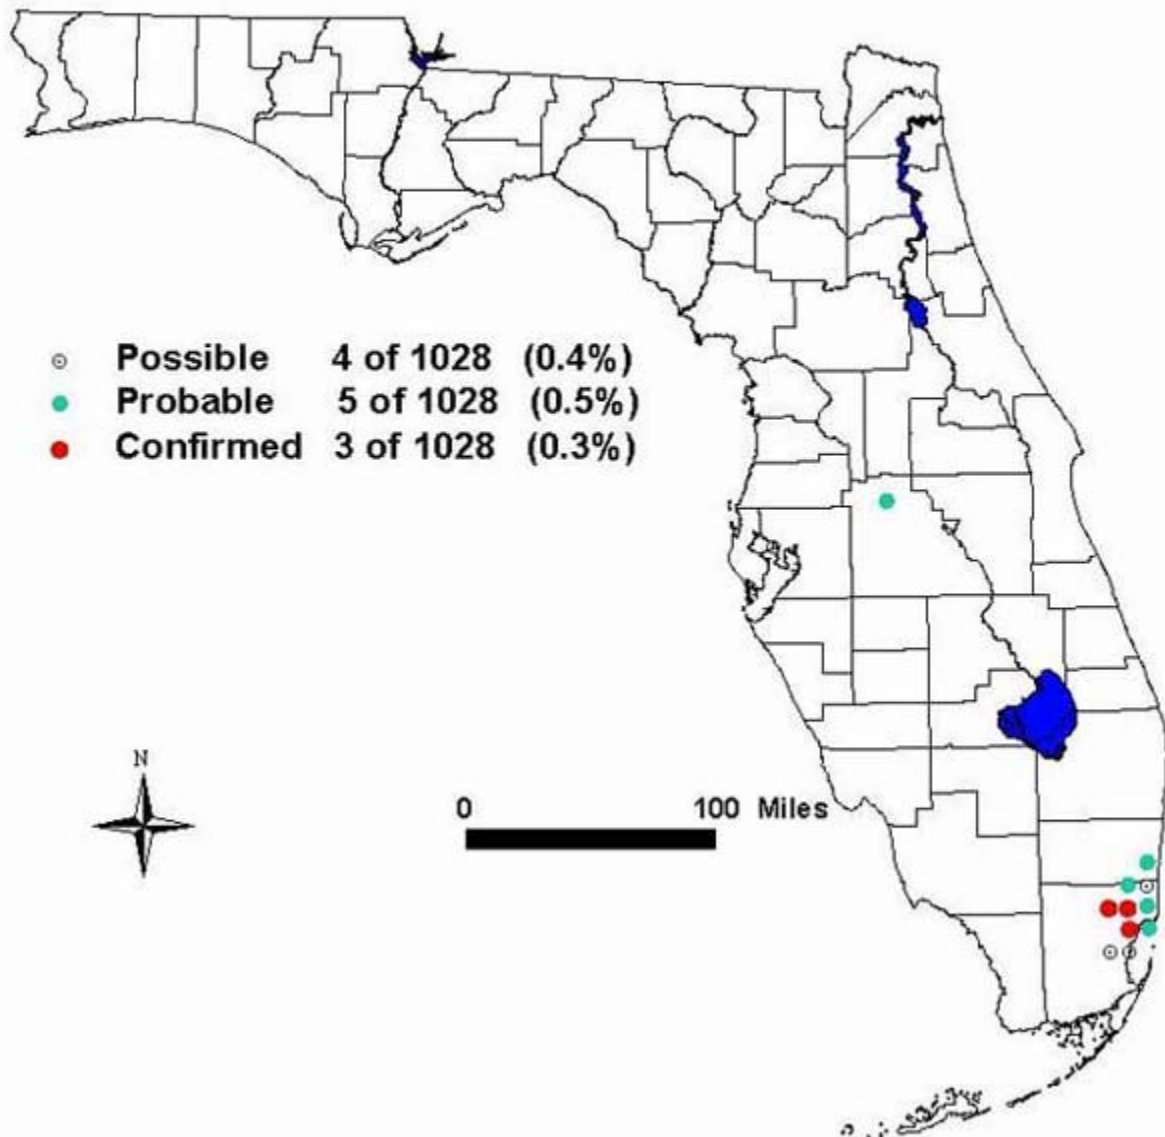 Possible 4 of 1028 (0.4%)
Probable 5 of 1028 (0.5%)
Confirmed 3 of 1028 (0.3%)
N
0 100 Miles